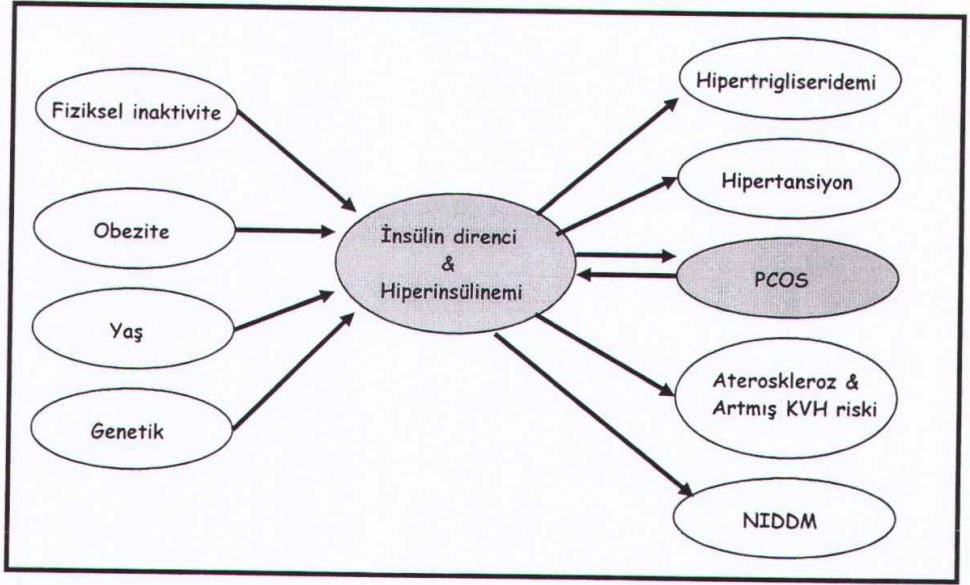 Fiziksel inaktivite
Obezite
Yaş
Genetik
İnsülin direnci
&
Hiperinsülinemi
Hipertrigliseridemi
Hipertansiyon
PCOS
Ateroskleroz &
Artmış KVH riski
NIDDM